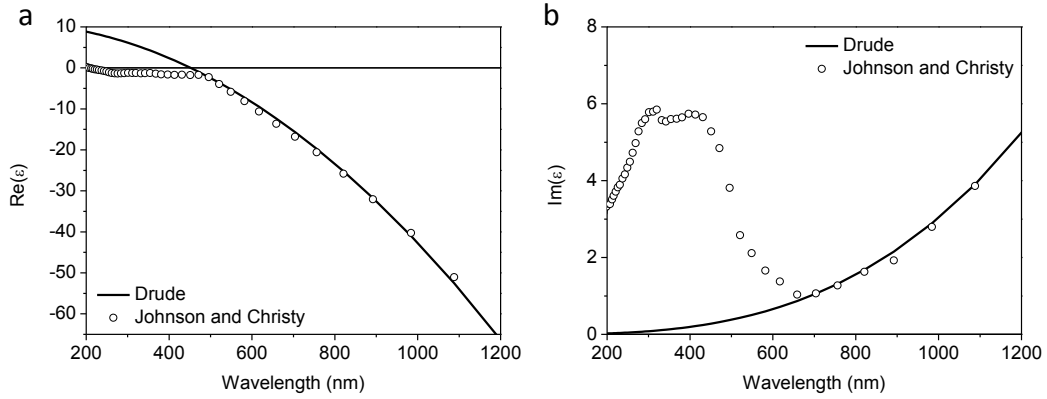 a
10
0
-10
-20
-30
-40
-50
-60
Re(ε)
Drude
Johnson and Christy
200 400 600 800 1000 1200
Wavelength (nm)
b
8
6
4
2
0
Im(ε)
Drude
Johnson and Christy
200 400 600 800 1000 1200
Wavelength (nm)